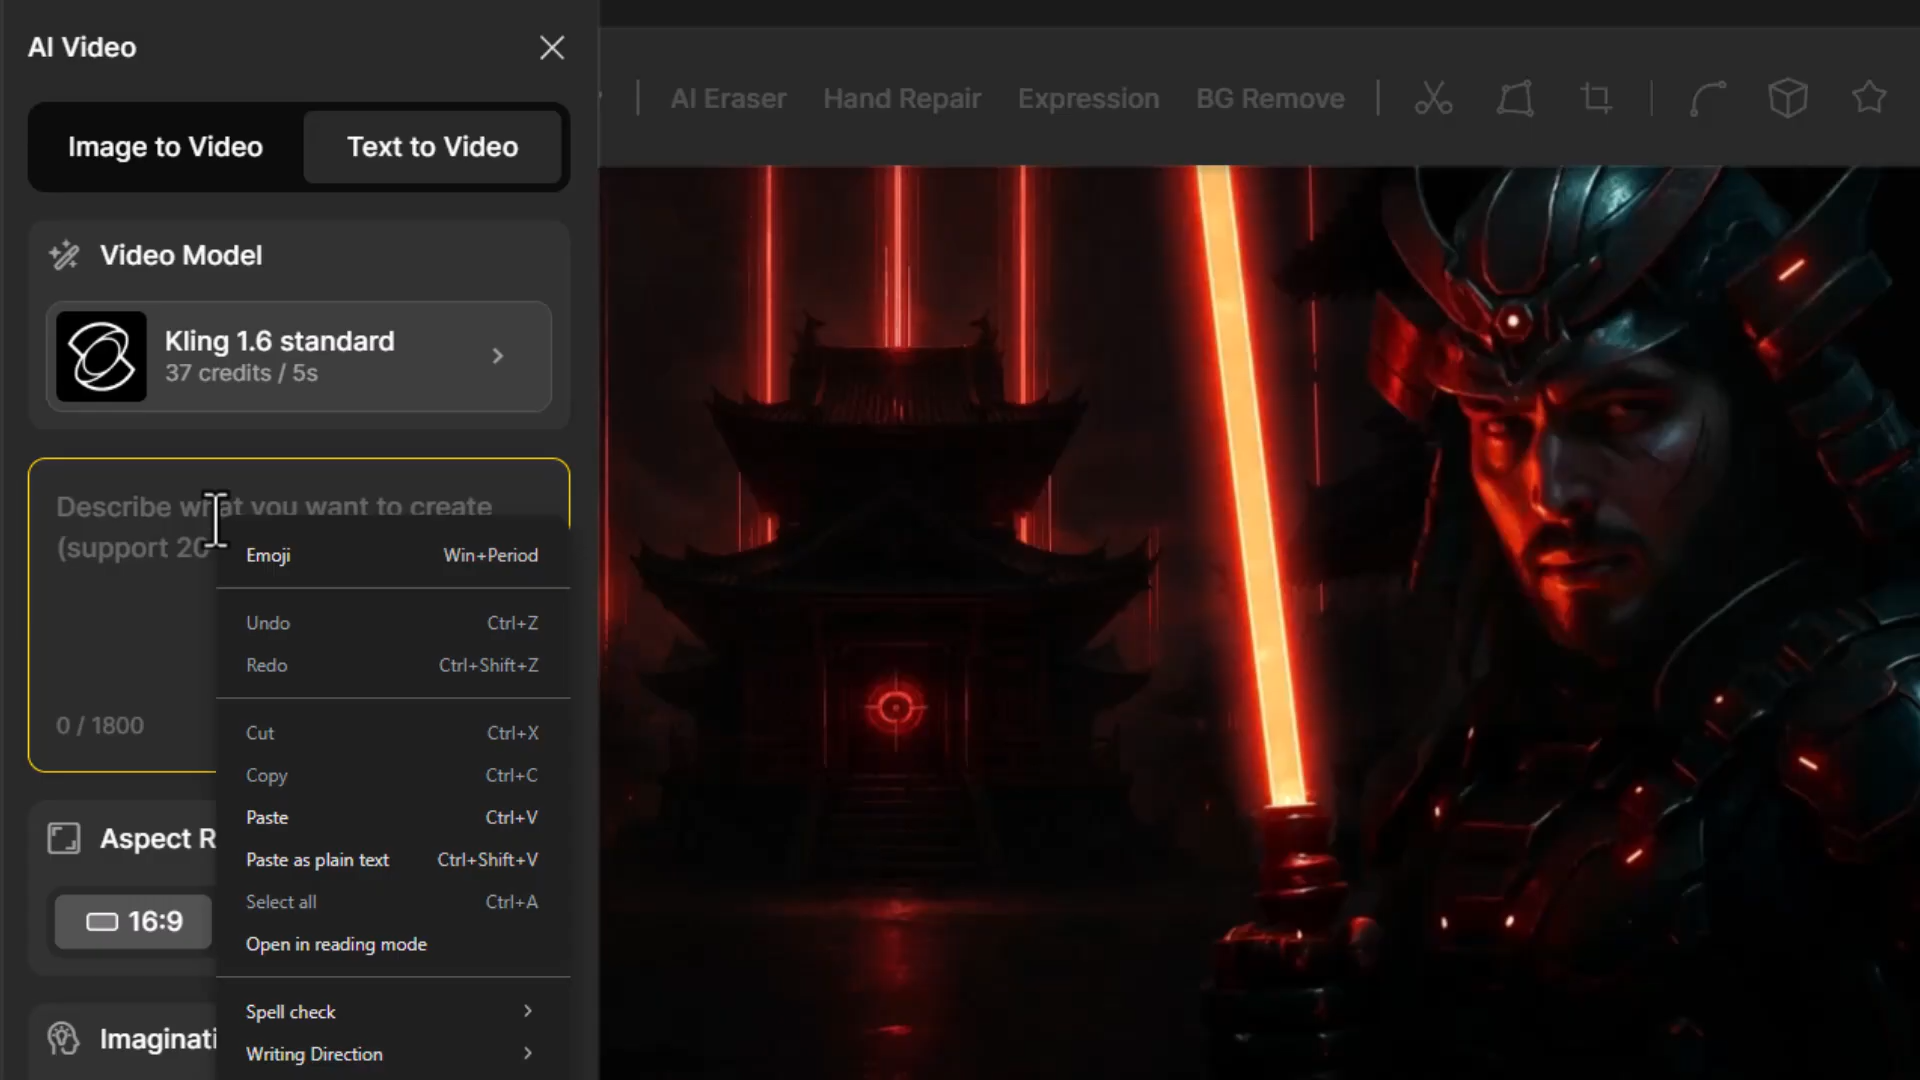 AI Video
AI Eraser Hand Repair Expression BG Remove
Image to Video Text to Video
Video Model
Kling 1.6 standard
37 credits / 5s
Describe what you want to create
(support 20
0 / 1800
Emoji Win+Period
Undo Ctrl+Z
Redo Ctrl+Shift+Z
Cut Ctrl+X
Copy Ctrl+C
Paste Ctrl+V
Paste as plain text Ctrl+Shift+V
Select all Ctrl+A
Open in reading mode
Spell check
Writing Direction
Aspect R
16:9
Imaginati